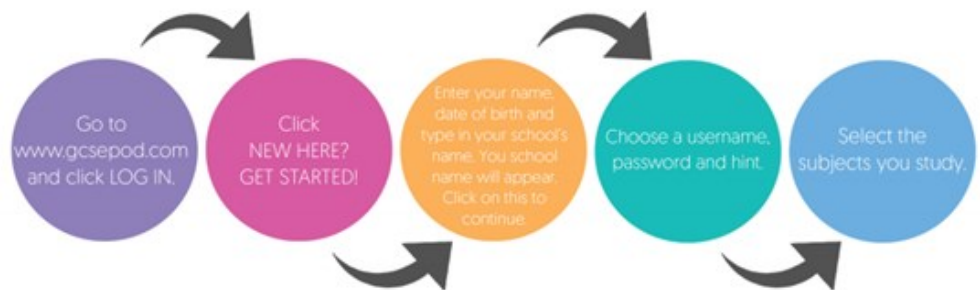 Go to
www.gcsepod.com
and click LOG IN.
Click
NEW HERE?
GET STARTED!
Enter your name,
date of birth and
type in your school's
name. You school
name will appear.
Click on this to
continue.
Choose a username,
password and hint.
Select the
subjects you study.